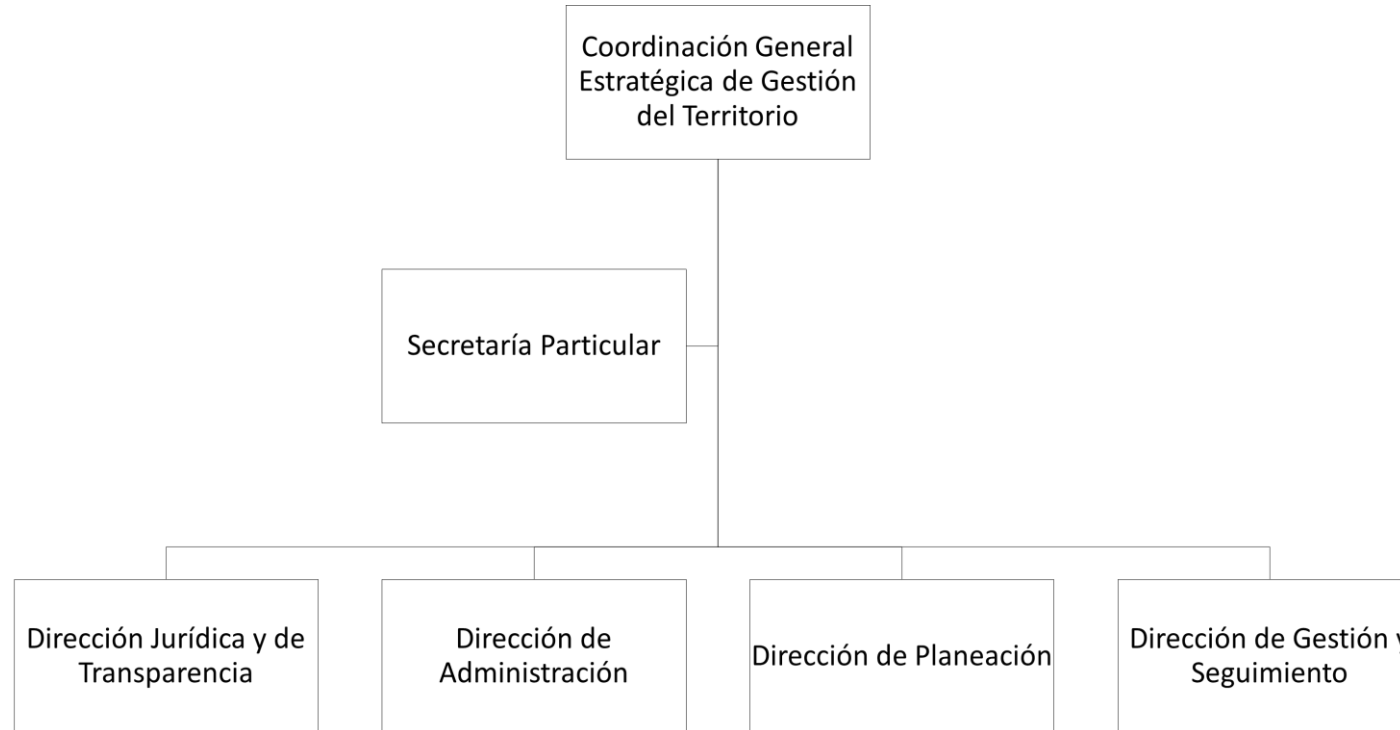 Coordinación General
Estratégica de Gestión
del Territorio
Secretaría Particular
Dirección Jurídica y de
Transparencia
Dirección de
Administración
Dirección de Planeación
Dirección de Gestión y
Seguimiento